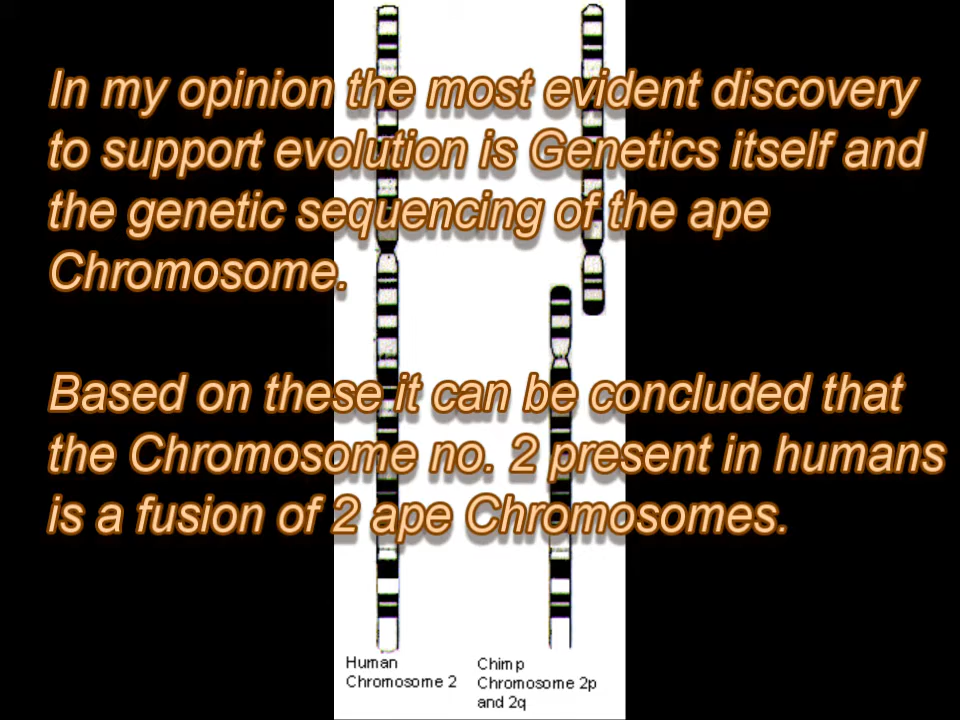 In my opinion the most evident discovery
to support evolution is Genetics itself and
the genetic sequencing of the ape
Chromosome.
Based on these it can be concluded that
the Chromosome no. 2 present in humans
is a fusion of 2 ape Chromosomes.
Human
Chromosome 2
Chimp
Chromosome 2p
and 2q